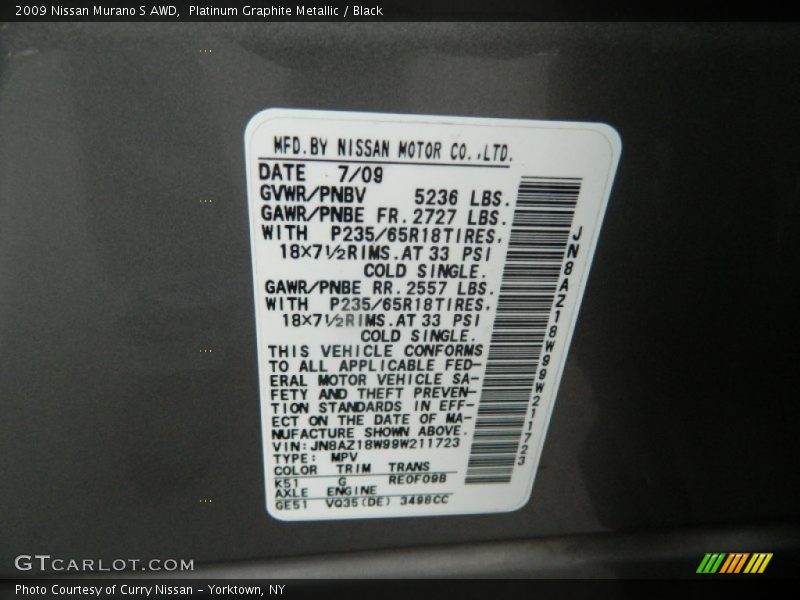 2009 Nissan Murano S AWD,  Platinum Graphite Metallic / Black
MFD.BY NISSAN MOTOR CO.,LTD.
DATE 7/09
GVWR/PNBV 5236 LBS.
GAWR/PNBE FR.2727 LBS.
WITH P235/65R18TIRES,
18×7½RIMS.AT 33 PSI
COLD SINGLE.
GAWR/PNBE RR.2557 LBS.
WITH P235/65R18TIRES,
18×7½RIMS.AT 33 PSI
COLD SINGLE.
THIS VEHICLE CONFORMS
TO ALL APPLICABLE FED-
ERAL MOTOR VEHICLE SA-
FETY AND THEFT PREVEN-
TION STANDARDS IN EFF-
ECT ON THE DATE OF MA-
NUFACTURE SHOWN ABOVE.
VIN:JN8AZ18W99W211723
TYPE: MPV
COLOR TRIM TRANS
K51 G RE0F09B
AXLE ENGINE
GE51 VQ35(DE) 3498CC
JN8AZ18W99W211723
GTCARLOT.COM
Photo Courtesy of Curry Nissan - Yorktown, NY